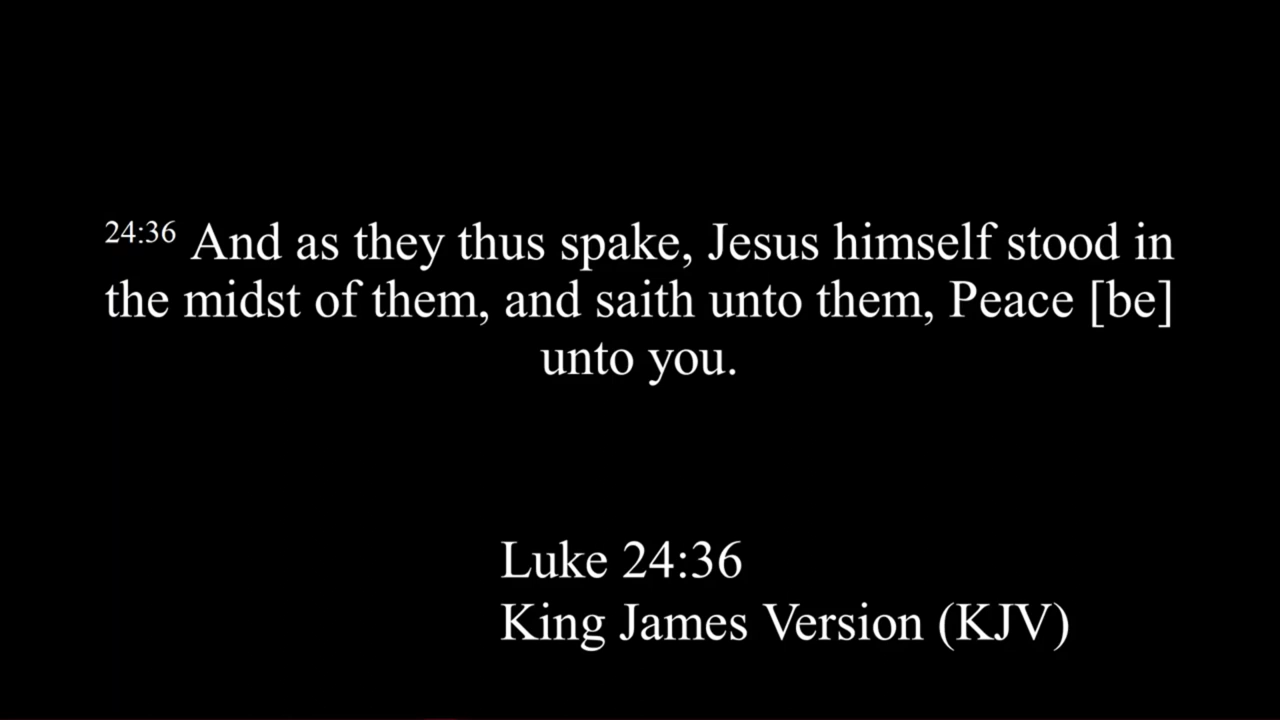 24:36 And as they thus spake, Jesus himself stood in
the midst of them, and saith unto them, Peace [be]
unto you.
Luke 24:36
King James Version (KJV)